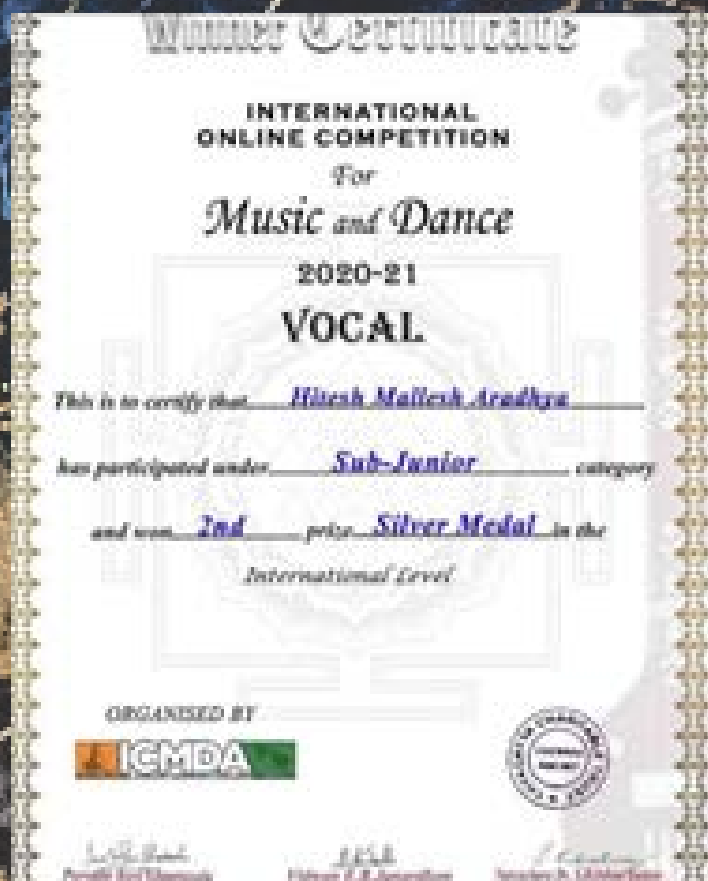 Winner Certificate
INTERNATIONAL
ONLINE COMPETITION
For
Music and Dance
2020-21
VOCAL
This is to certify that Hitesh Mallesh Aradhya
has participated under Sub-Junior category
and won 2nd prize Silver Medal in the
International Level
ORGANISED BY
ICMDA